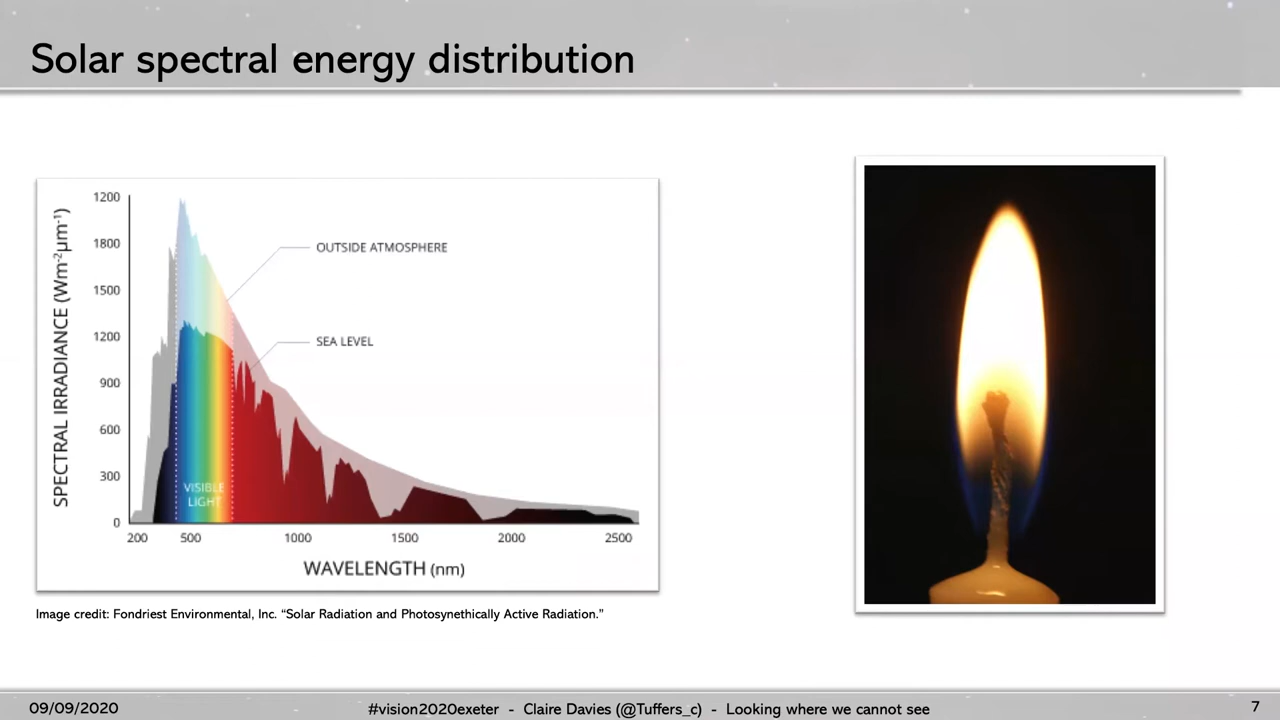 Solar spectral energy distribution
SPECTRAL IRRADIANCE (Wm⁻²µm⁻¹)
1200
1800
1500
1200
900
600
300
0
OUTSIDE ATMOSPHERE
SEA LEVEL
VISIBLE
LIGHT
200 500 1000 1500 2000 2500
WAVELENGTH (nm)
Image credit: Fondriest Environmental, Inc. “Solar Radiation and Photosynethically Active Radiation.”
09/09/2020 #vision2020exeter - Claire Davies (@Tuffers_c) - Looking where we cannot see 7